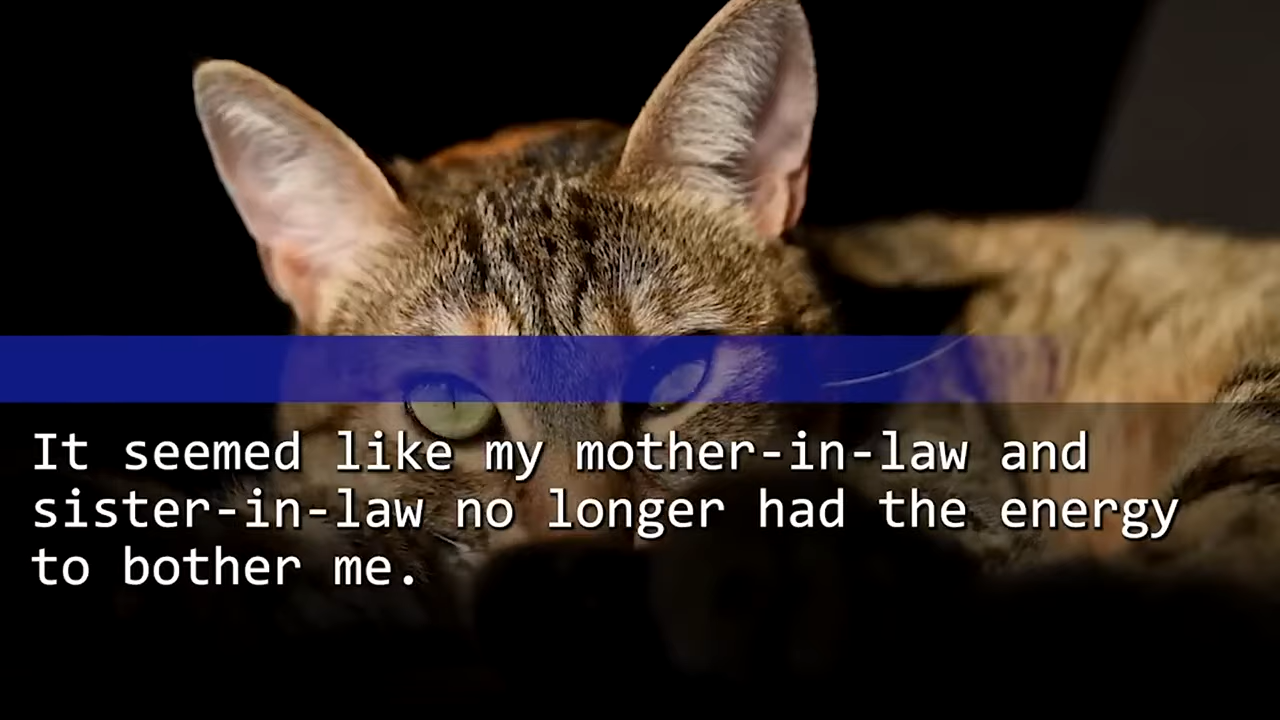 It seemed like my mother-in-law and
sister-in-law no longer had the energy
to bother me.